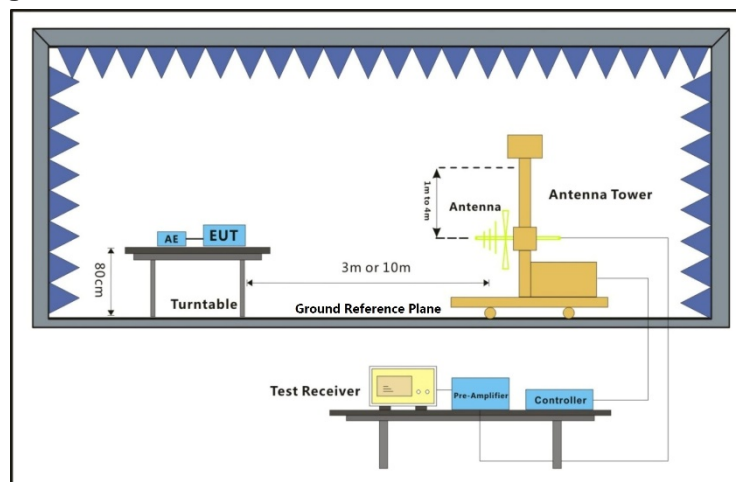 1m to 4m
Antenna
Antenna Tower
AE
EUT
80cm
3m or 10m
Turntable
Ground Reference Plane
Test Receiver
Pre-Amplifier
Controller